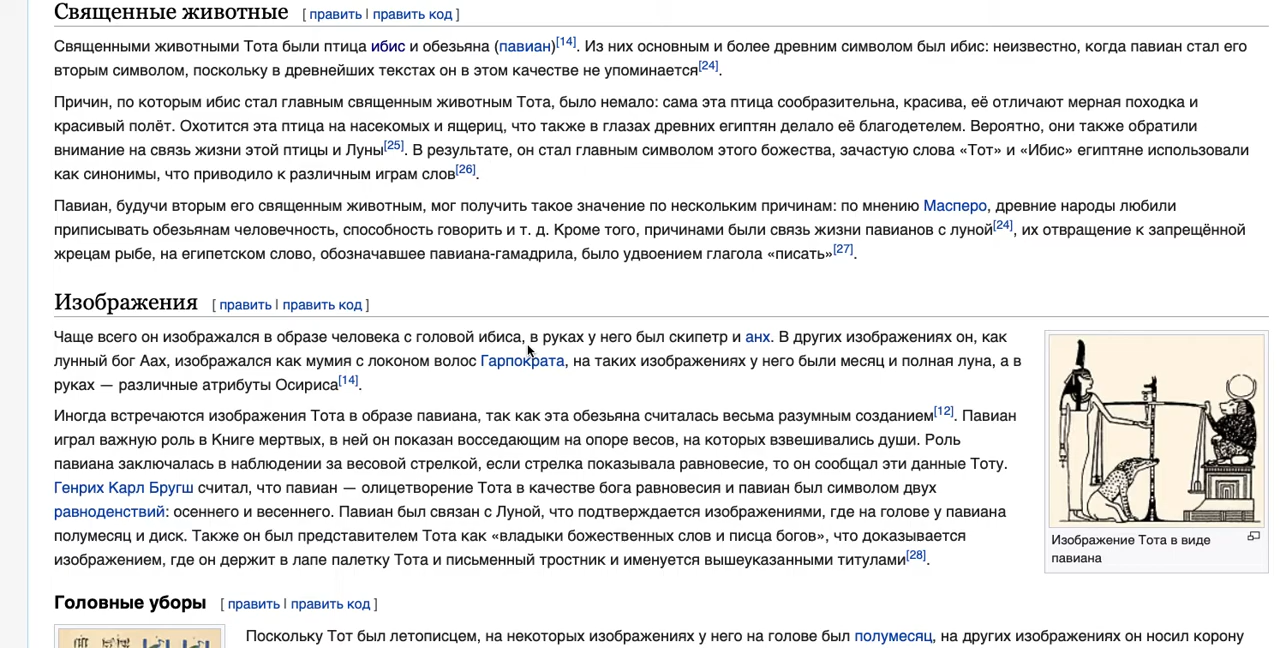 Священные животные [ править | править код ]
Священными животными Тота были птица ибис и обезьяна (павиан)[14]. Из них основным и более древним символом был ибис: неизвестно, когда павиан стал его
вторым символом, поскольку в древнейших текстах он в этом качестве не упоминается[24].
Причин, по которым ибис стал главным священным животным Тота, было немало: сама эта птица сообразительна, красива, её отличают мерная походка и
красивый полёт. Охотится эта птица на насекомых и ящериц, что также в глазах древних египтян делало её благодетелем. Вероятно, они также обратили
внимание на связь жизни этой птицы и Луны[25]. В результате, он стал главным символом этого божества, зачастую слова «Тот» и «Ибис» египтяне использовали
как синонимы, что приводило к различным играм слов[26].
Павиан, будучи вторым его священным животным, мог получить такое значение по нескольким причинам: по мнению Масперо, древние народы любили
приписывать обезьянам человечность, способность говорить и т. д. Кроме того, причинами были связь жизни павианов с луной[24], их отвращение к запрещённой
жрецам рыбе, на египетском слово, обозначавшее павиана-гамадрила, было удвоением глагола «писать»[27].
Изображения [ править | править код ]
Чаще всего он изображался в образе человека с головой ибиса, в руках у него был скипетр и анх. В других изображениях он, как
лунный бог Аах, изображался как мумия с локоном волос Гарпократа, на таких изображениях у него были месяц и полная луна, а в
руках — различные атрибуты Осириса[14].
Иногда встречаются изображения Тота в образе павиана, так как эта обезьяна считалась весьма разумным созданием[12]. Павиан
играл важную роль в Книге мертвых, в ней он показан восседающим на опоре весов, на которых взвешивались души. Роль
павиана заключалась в наблюдении за весовой стрелкой, если стрелка показывала равновесие, то он сообщал эти данные Тоту.
Генрих Карл Бругш считал, что павиан — олицетворение Тота в качестве бога равновесия и павиан был символом двух
равноденствий: осеннего и весеннего. Павиан был связан с Луной, что подтверждается изображениями, где на голове у павиана
полумесяц и диск. Также он был представителем Тота как «владыки божественных слов и писца богов», что доказывается
изображением, где он держит в лапе палетку Тота и письменный тростник и именуется вышеуказанными титулами[28].
Изображение Тота в виде
павиана
Головные уборы [ править | править код ]
Поскольку Тот был летописцем, на некоторых изображениях у него на голове был полумесяц, на других изображениях он носил корону